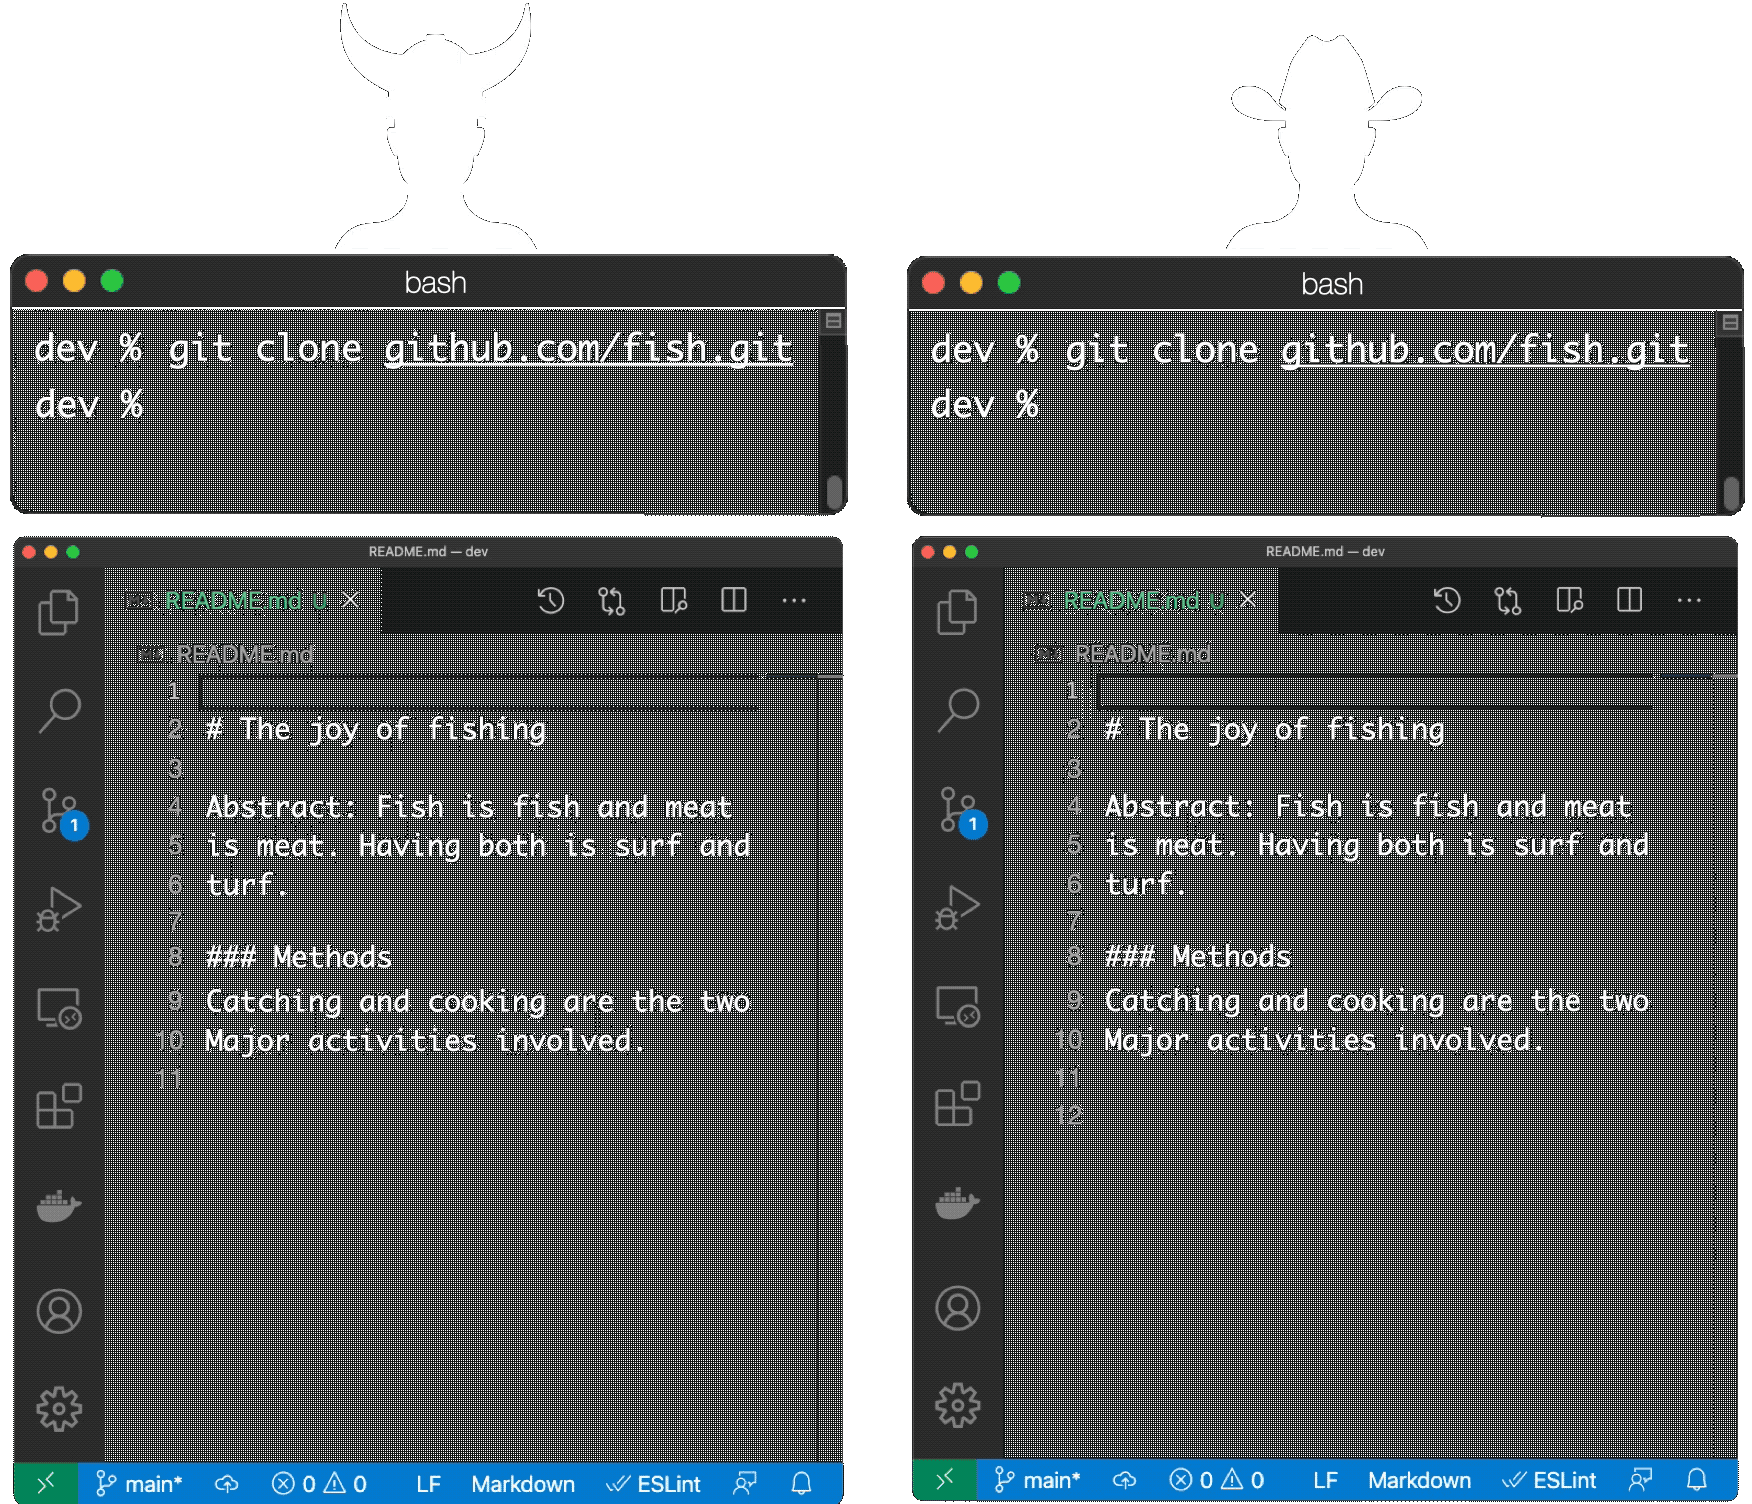 bash
dev % git clone github.com/fish.git
dev %
README.md — dev
README.md U
README.md
1
2 # The joy of fishing
3
4 Abstract: Fish is fish and meat
5 is meat. Having both is surf and
6 turf.
7
8 ### Methods
9 Catching and cooking are the two
10 Major activities involved.
11
1
main* 0 0 LF Markdown ESLint
bash
dev % git clone github.com/fish.git
dev %
README.md — dev
README.md U
README.md
1
2 # The joy of fishing
3
4 Abstract: Fish is fish and meat
5 is meat. Having both is surf and
6 turf.
7
8 ### Methods
9 Catching and cooking are the two
10 Major activities involved.
11
12
1
main* 0 0 LF Markdown ESLint